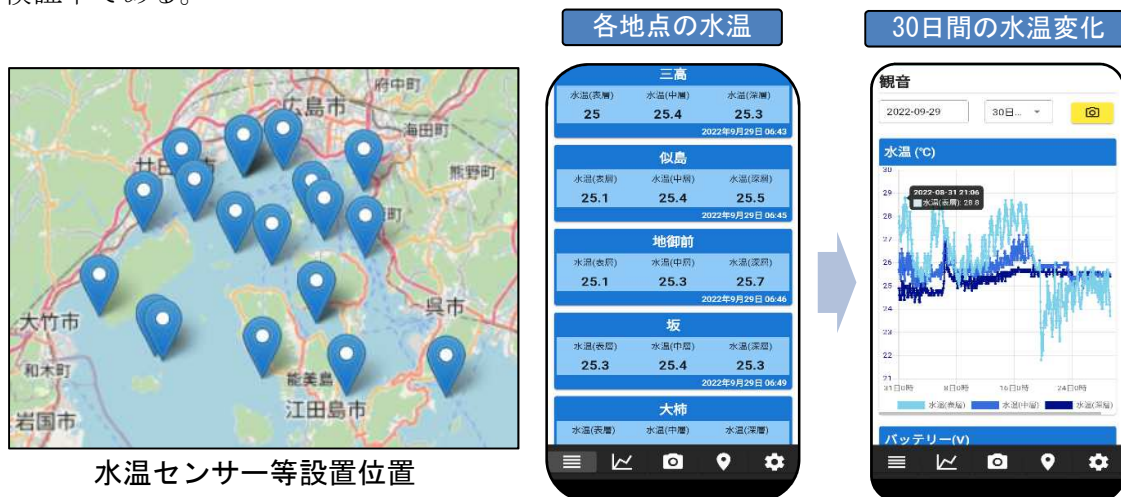 検証中である。
各地点の水温
30日間の水温変化
府中町
広島市
海田町
廿日市市
熊野町
町
大竹市
呉市
和木町
能美島
江田島市
岩国市
水温センサー等設置位置
三高
水温(表層) 水温(中層) 水温(深層)
25 25.4 25.3
2022年9月29日 06:43
似島
水温(表層) 水温(中層) 水温(深層)
25.1 25.4 25.5
2022年9月29日 06:45
地御前
水温(表層) 水温(中層) 水温(深層)
25.1 25.3 25.7
2022年9月29日 06:46
坂
水温(表層) 水温(中層) 水温(深層)
25.3 25.4 25.3
2022年9月29日 06:49
大柿
水温(表層) 水温(中層) 水温(深層)
観音
2022-09-29 30日...
水温 (℃)
30
29
28
27
26
25
24
23
22
21
2022-08-31 21:06
水温(表層): 28.8
31日0時 8日0時 16日0時 24日0時
水温(表層) 水温(中層) 水温(深層)
バッテリー(V)